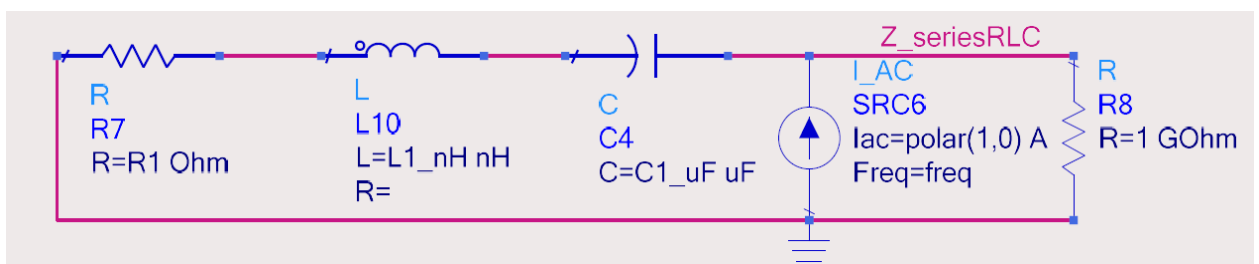 Z_seriesRLC
R
R7
R=R1 Ohm
L
L10
L=L1_nH nH
R=
C
C4
C=C1_uF uF
I_AC
SRC6
Iac=polar(1,0) A
Freq=freq
R
R8
R=1 GOhm